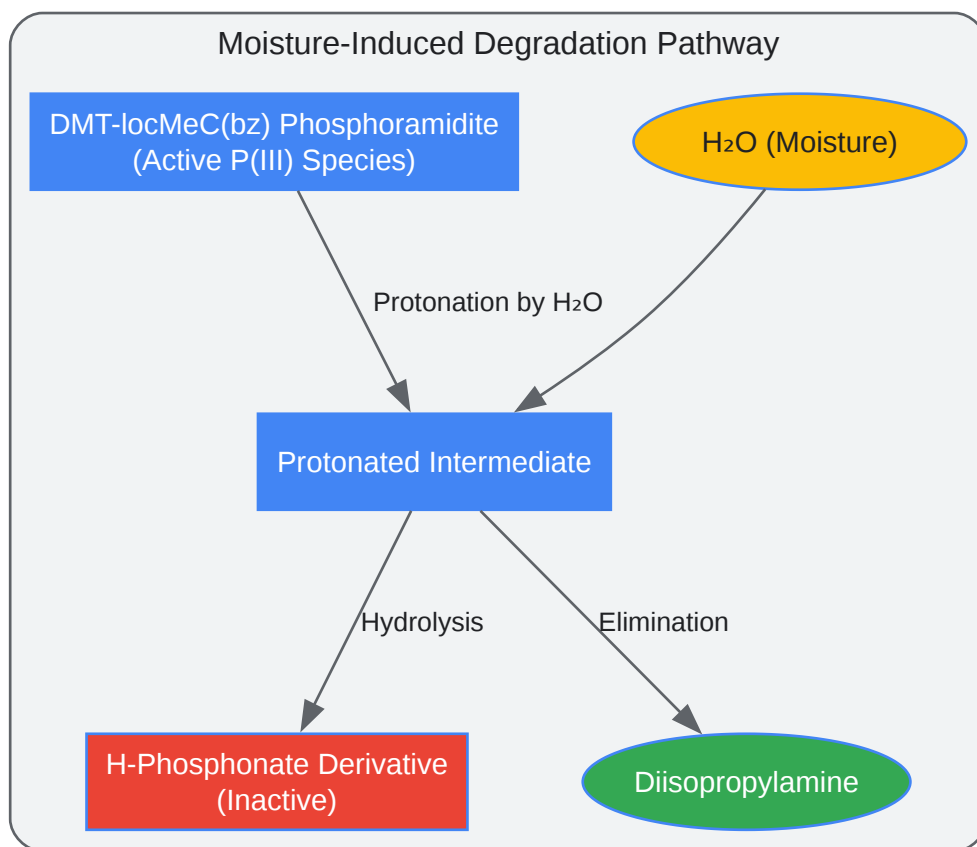 Moisture-Induced Degradation Pathway
DMT-locMeC(bz) Phosphoramidite
(Active P(III) Species)
H₂O (Moisture)
Protonation by H₂O
Protonated Intermediate
Hydrolysis
Elimination
H-Phosphonate Derivative
(Inactive)
Diisopropylamine